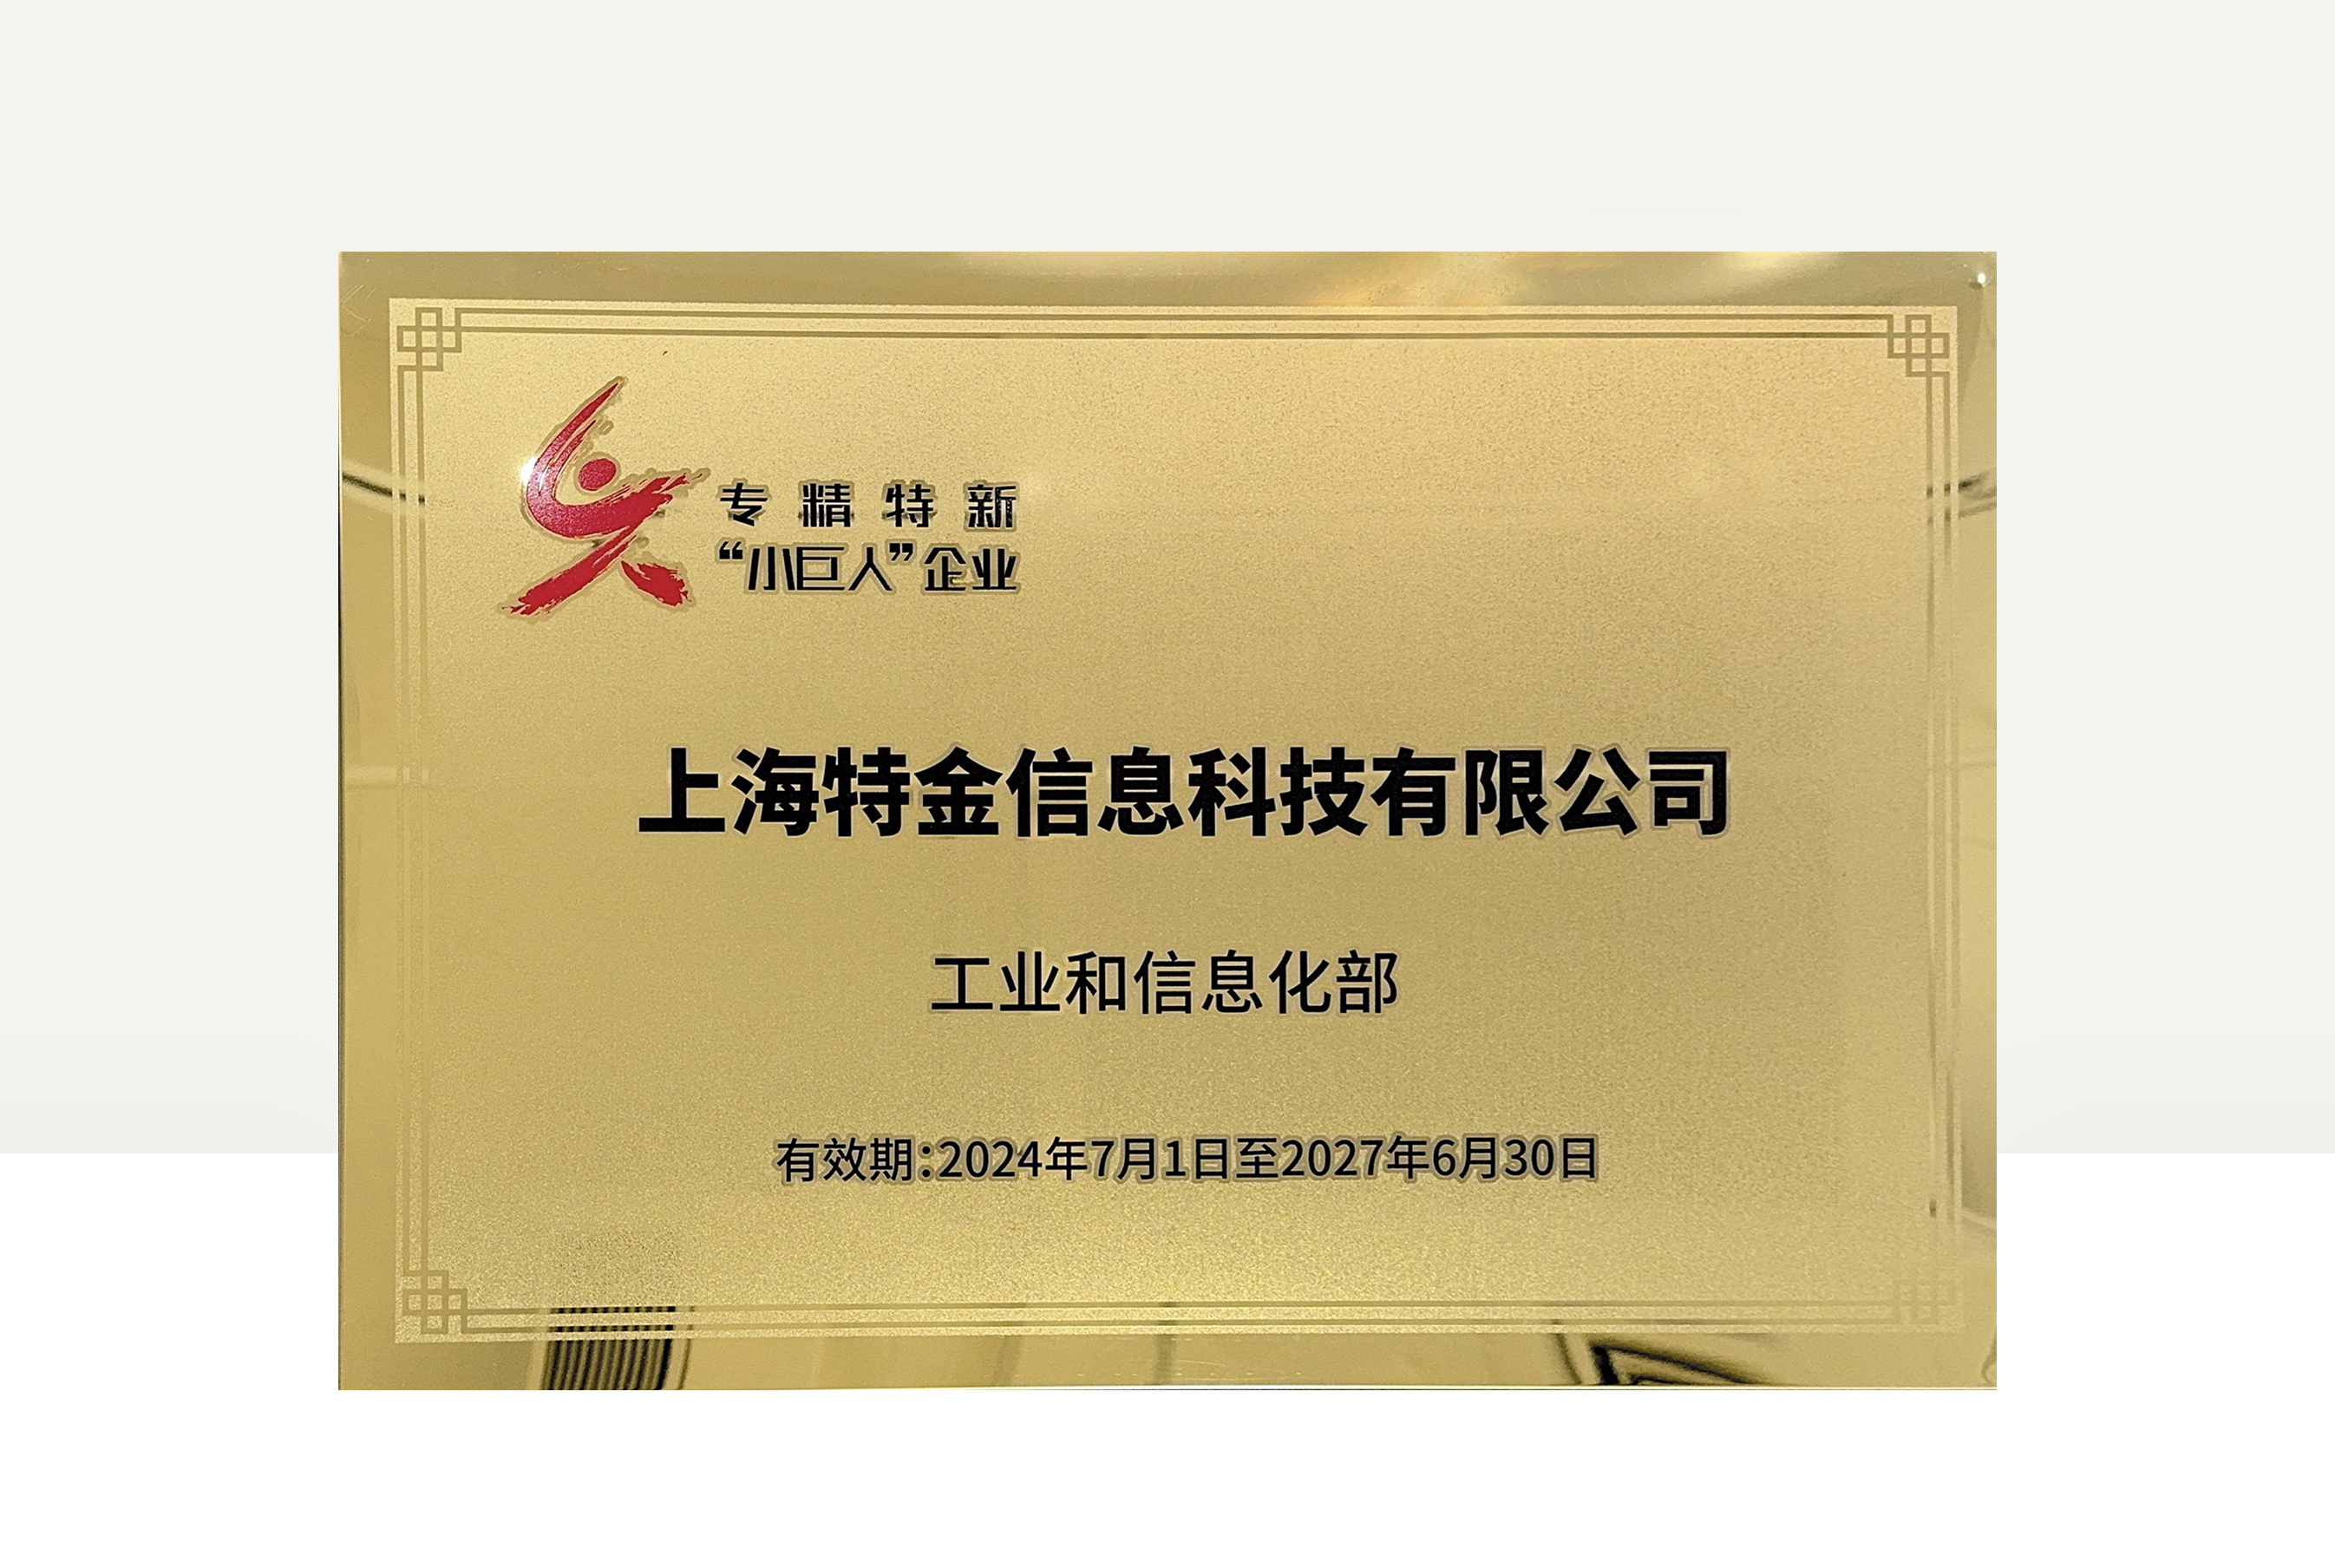 专精特新
“小巨人”企业
上海特金信息科技有限公司
工业和信息化部
有效期:2024年7月1日至2027年6月30日